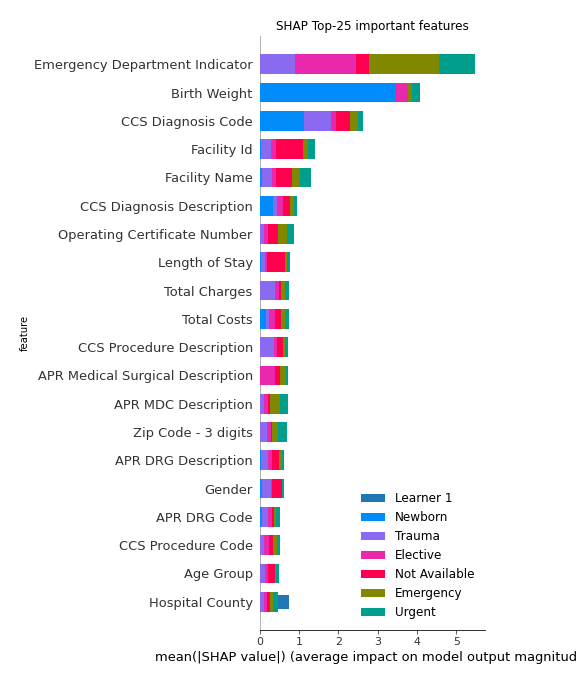 SHAP Top-25 important features
Emergency Department Indicator
Birth Weight
CCS Diagnosis Code
Facility Id
Facility Name
CCS Diagnosis Description
Operating Certificate Number
Length of Stay
Total Charges
Total Costs
CCS Procedure Description
APR Medical Surgical Description
APR MDC Description
Zip Code - 3 digits
APR DRG Description
Gender
APR DRG Code
CCS Procedure Code
Age Group
Hospital County
feature
Learner 1
Newborn
Trauma
Elective
Not Available
Emergency
Urgent
0 1 2 3 4 5
mean(|SHAP value|) (average impact on model output magnitud